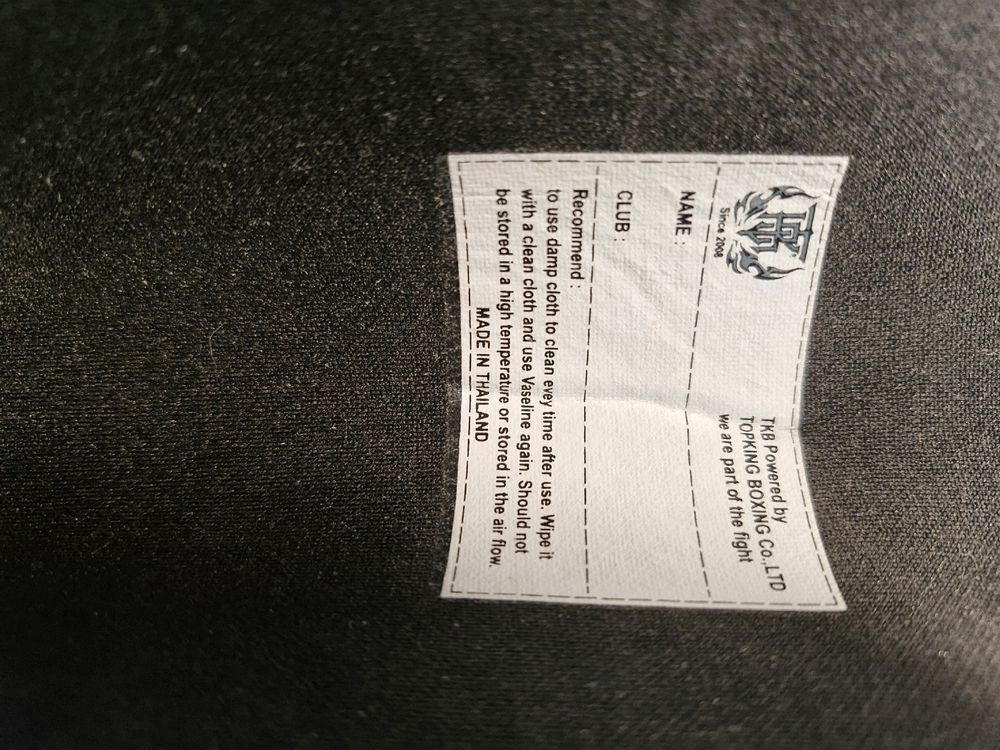 TKB Powered by
TOPKING BOXING Co.,LTD
we are part of the fight
Since 2008
NAME :
CLUB :
Recommend :
to use damp cloth to clean evey time after use. Wipe it
with a clean cloth and use Vaseline again. Should not
be stored in a high temperature or stored in the air flow.
MADE IN THAILAND